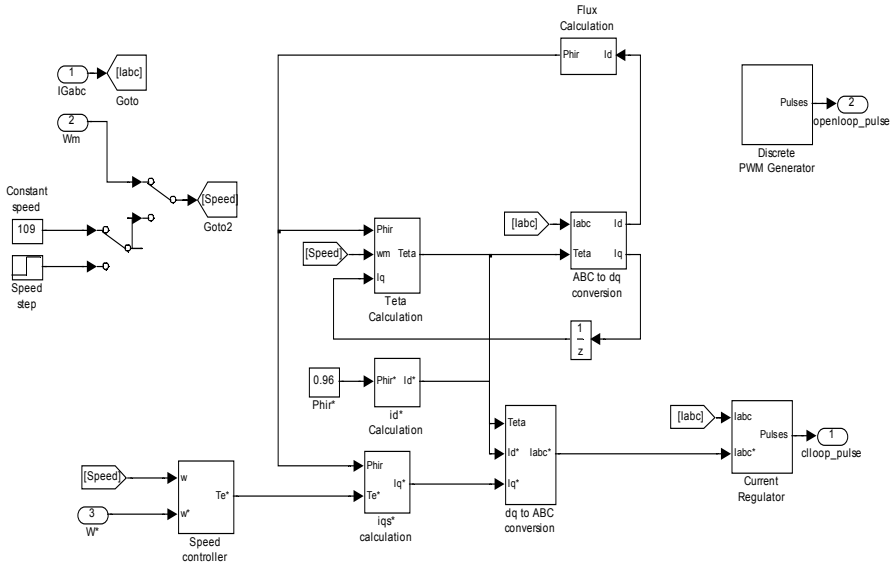 Flux
Calculation
Phir
Id
1
IGabc
[Iabc]
Goto
2
Wm
Constant
speed
109
Speed
step
[Speed]
Goto2
Pulses
2
openloop_pulse
Discrete
PWM Generator
Phir
wm
Iq
Teta
[Speed]
Teta
Calculation
[Iabc]
Iabc
Teta
Id
Iq
ABC to dq
conversion
1
z
0.96
Phir*
Phir*
Id*
id*
Calculation
Teta
Id*
Iq*
Iabc*
dq to ABC
conversion
[Iabc]
Iabc
Iabc*
Pulses
1
clloop_pulse
Current
Regulator
[Speed]
3
W*
w
w*
Te*
Speed
controller
Phir
Te*
Iq*
iqs*
calculation